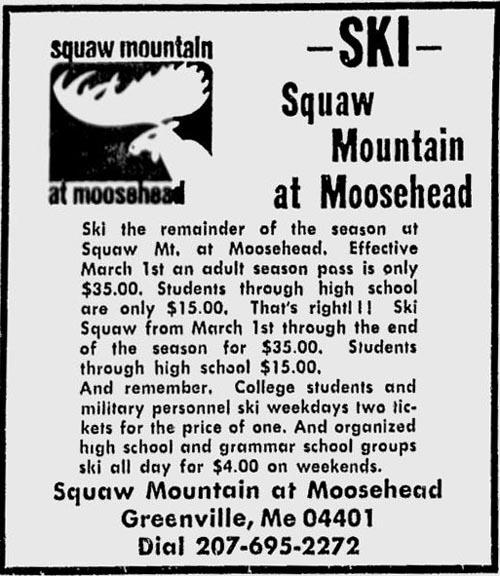 squaw mountain
at moosehead
–SKI–
Squaw
Mountain
at Moosehead
Ski the remainder of the season at
Squaw Mt. at Moosehead. Effective
March 1st an adult season pass is only
$35.00. Students through high school
are only $15.00. That's right!!! Ski
Squaw from March 1st through the end
of the season for $35.00. Students
through high school $15.00.
And remember, College students and
military personnel ski weekdays two tic-
kets for the price of one. And organized
high school and grammar school groups
ski all day for $4.00 on weekends.
Squaw Mountain at Moosehead
Greenville, Me 04401
Dial 207-695-2272